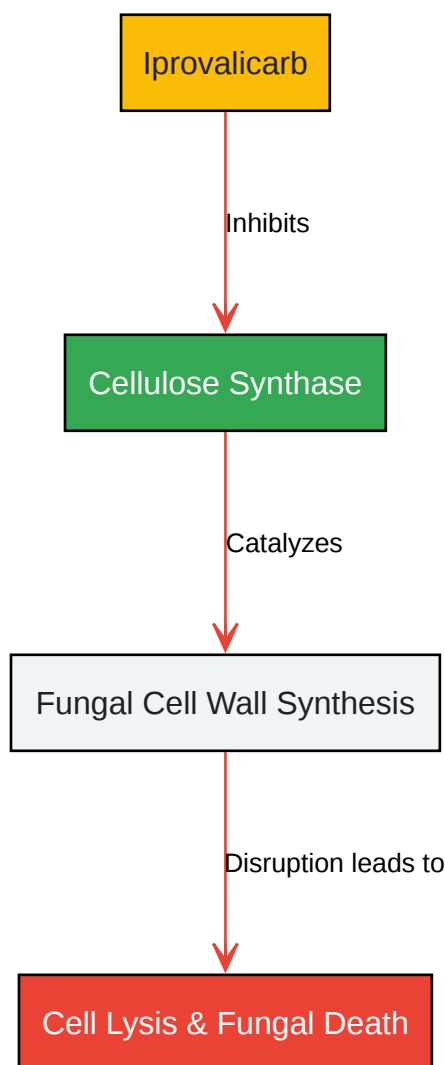 Iprovalicarb
Inhibits
Cellulose Synthase
Catalyzes
Fungal Cell Wall Synthesis
Disruption leads to
Cell Lysis & Fungal Death